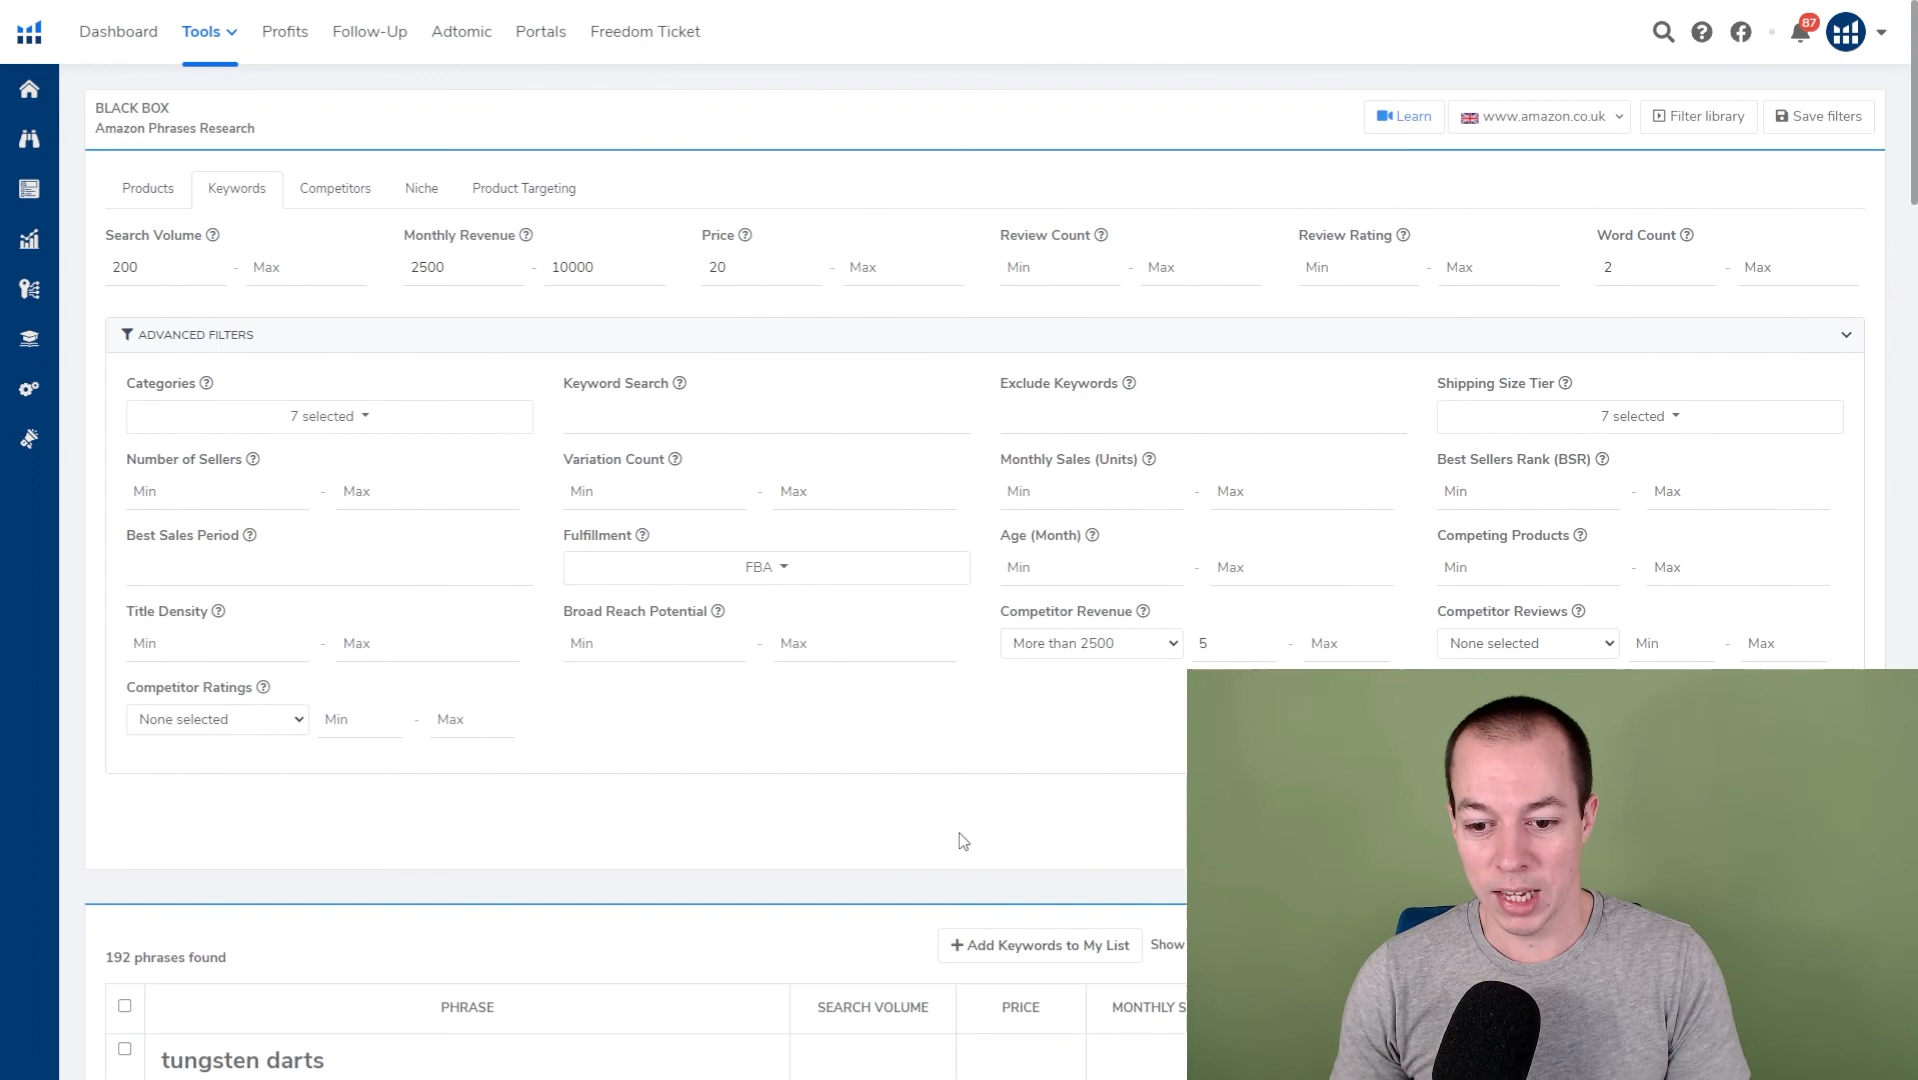 Dashboard Tools Profits Follow-Up Adtomic Portals Freedom Ticket 87
BLACK BOX
Amazon Phrases Research
Learn www.amazon.co.uk Filter library Save filters
Products Keywords Competitors Niche Product Targeting
Search Volume Monthly Revenue Price Review Count Review Rating Word Count
200 - Max 2500 - 10000 20 - Max Min - Max Min - Max 2 - Max
ADVANCED FILTERS
Categories Keyword Search Exclude Keywords Shipping Size Tier
7 selected 7 selected
Number of Sellers Variation Count Monthly Sales (Units) Best Sellers Rank (BSR)
Min - Max Min - Max Min - Max Min - Max
Best Sales Period Fulfillment Age (Month) Competing Products
FBA Min - Max Min - Max
Title Density Broad Reach Potential Competitor Revenue Competitor Reviews
Min - Max Min - Max More than 2500 5 - Max None selected Min - Max
Competitor Ratings
None selected Min - Max
192 phrases found + Add Keywords to My List Show
PHRASE SEARCH VOLUME PRICE MONTHLY S
tungsten darts